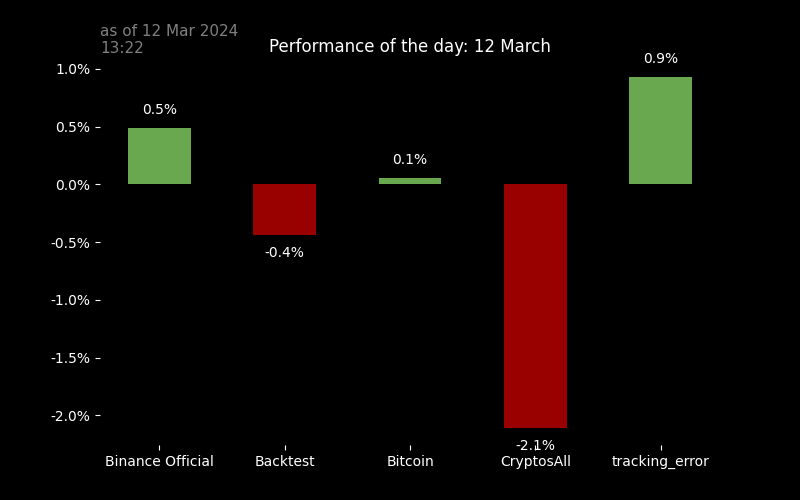 as of 12 Mar 2024
13:22
Performance of the day: 12 March
1.0%
0.5%
0.0%
-0.5%
-1.0%
-1.5%
-2.0%
0.5%
-0.4%
0.1%
-2.1%
0.9%
Binance Official
Backtest
Bitcoin
CryptosAll
tracking_error